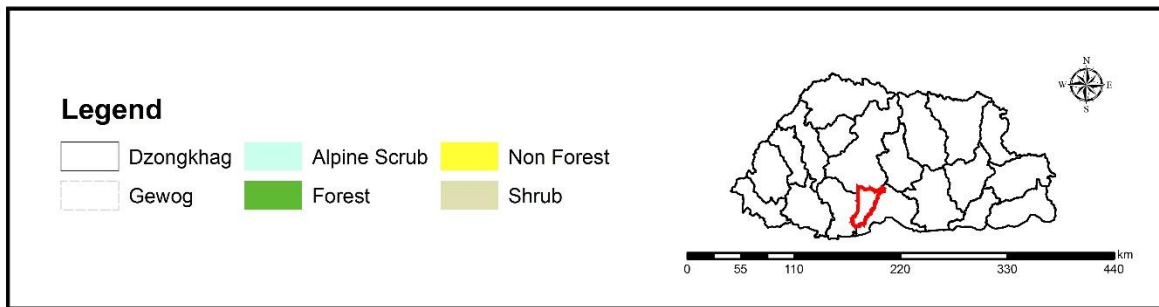 Legend
Dzongkhag
Alpine Scrub
Non Forest
Gewog
Forest
Shrub
N
W E
S
km
0 55 110 220 330 440